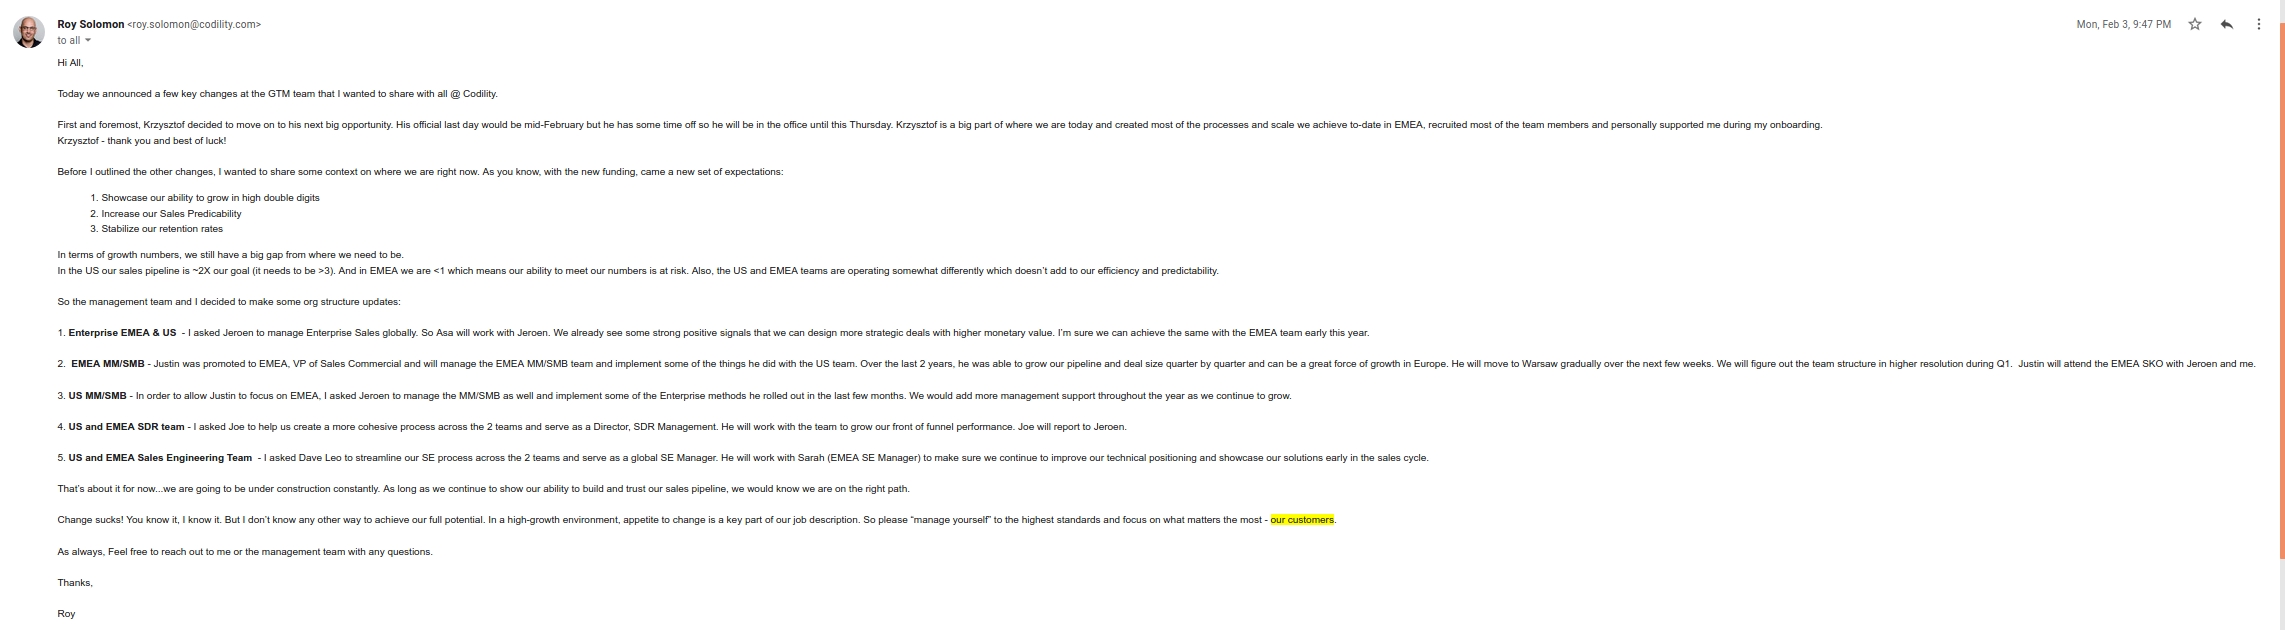 Roy Solomon <roy.solomon@codility.com>
Mon, Feb 3, 9:47 PM
to all
Hi All,
Today we announced a few key changes at the GTM team that I wanted to share with all @ Codility.
First and foremost, Krzysztof decided to move on to his next big opportunity. His official last day would be mid-February but he has some time off so he will be in the office until this Thursday. Krzysztof is a big part of where we are today and created most of the processes and scale we achieve to-date in EMEA, recruited most of the team members and personally supported me during my onboarding.
Krzysztof - thank you and best of luck!
Before I outlined the other changes, I wanted to share some context on where we are right now. As you know, with the new funding, came a new set of expectations:
1. Showcase our ability to grow in high double digits
2. Increase our Sales Predicability
3. Stabilize our retention rates
In terms of growth numbers, we still have a big gap from where we need to be.
In the US our sales pipeline is ~2X our goal (it needs to be >3). And in EMEA we are <1 which means our ability to meet our numbers is at risk. Also, the US and EMEA teams are operating somewhat differently which doesn't add to our efficiency and predictability.
So the management team and I decided to make some org structure updates:
1. Enterprise EMEA & US - I asked Jeroen to manage Enterprise Sales globally. So Asa will work with Jeroen. We already see some strong positive signals that we can design more strategic deals with higher monetary value. I'm sure we can achieve the same with the EMEA team early this year.
2. EMEA MM/SMB - Justin was promoted to EMEA, VP of Sales Commercial and will manage the EMEA MM/SMB team and implement some of the things he did with the US team. Over the last 2 years, he was able to grow our pipeline and deal size quarter by quarter and can be a great force of growth in Europe. He will move to Warsaw gradually over the next few weeks. We will figure out the team structure in higher resolution during Q1. Justin will attend the EMEA SKO with Jeroen and me.
3. US MM/SMB - In order to allow Justin to focus on EMEA, I asked Jeroen to manage the MM/SMB as well and implement some of the Enterprise methods he rolled out in the last few months. We would add more management support throughout the year as we continue to grow.
4. US and EMEA SDR team - I asked Joe to help us create a more cohesive process across the 2 teams and serve as a Director, SDR Management. He will work with the team to grow our front of funnel performance. Joe will report to Jeroen.
5. US and EMEA Sales Engineering Team - I asked Dave Leo to streamline our SE process across the 2 teams and serve as a global SE Manager. He will work with Sarah (EMEA SE Manager) to make sure we continue to improve our technical positioning and showcase our solutions early in the sales cycle.
That's about it for now...we are going to be under construction constantly. As long as we continue to show our ability to build and trust our sales pipeline, we would know we are on the right path.
Change sucks! You know it, I know it. But I don't know any other way to achieve our full potential. In a high-growth environment, appetite to change is a key part of our job description. So please “manage yourself” to the highest standards and focus on what matters the most - our customers.
As always, Feel free to reach out to me or the management team with any questions.
Thanks,
Roy